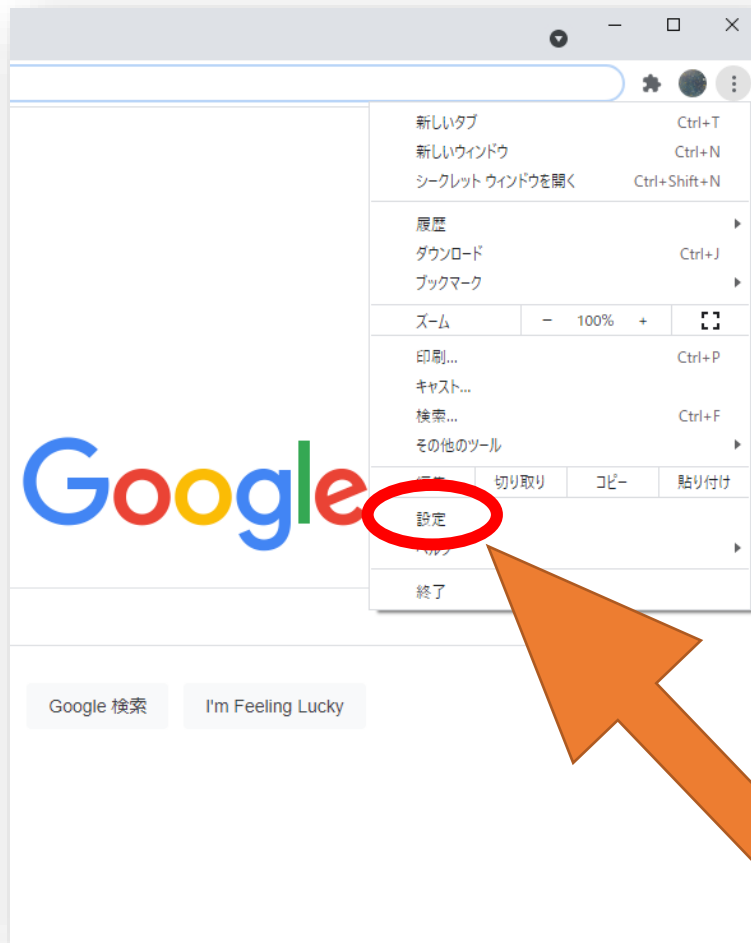 新しいタブ Ctrl+T
新しいウィンドウ Ctrl+N
シークレット ウィンドウを開く Ctrl+Shift+N
履歴
ダウンロード Ctrl+J
ブックマーク
ズーム － 100% +
印刷... Ctrl+P
キャスト...
検索... Ctrl+F
その他のツール
切り取り コピー 貼り付け
Google
設定
終了
Google 検索 I'm Feeling Lucky